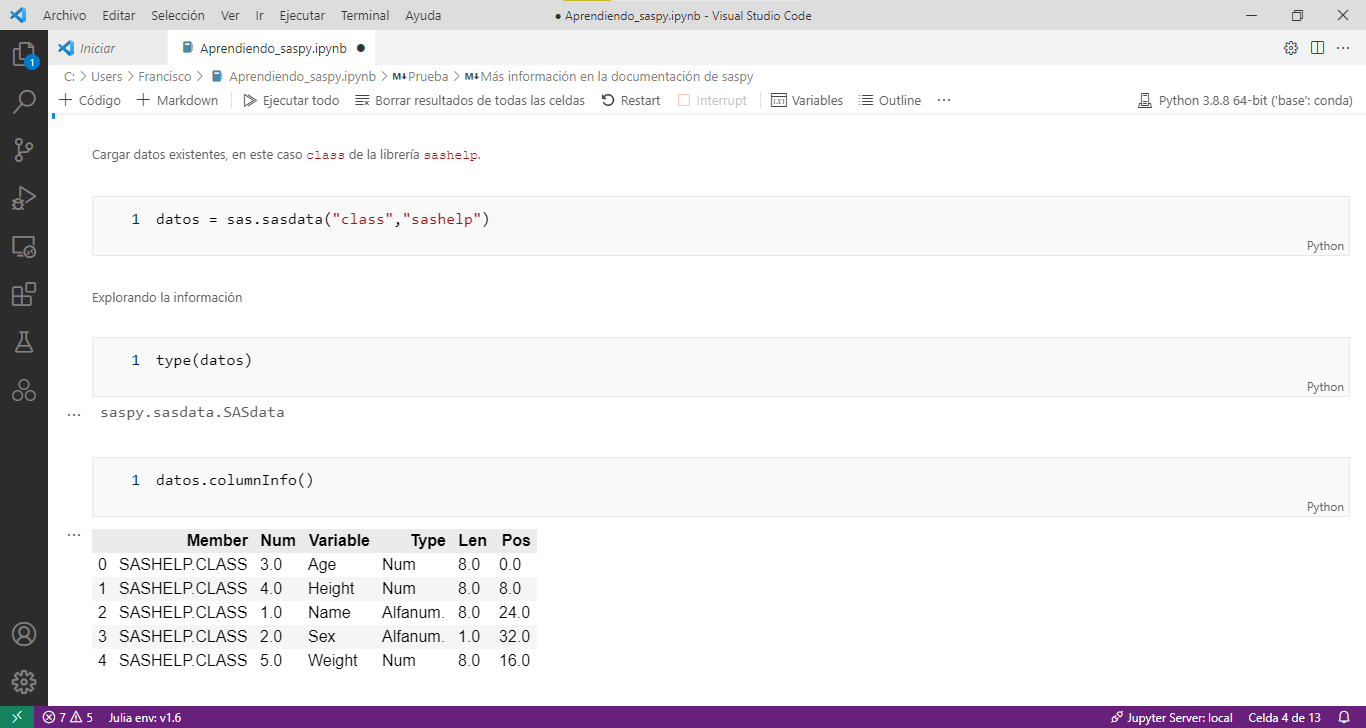 Archivo Editar Selección Ver Ir Ejecutar Terminal Ayuda ● Aprendiendo_saspy.ipynb - Visual Studio Code
Iniciar Aprendiendo_saspy.ipynb ●
C: > Users > Francisco > Aprendiendo_saspy.ipynb > M↓Prueba > M↓Más información en la documentación de saspy
+ Código + Markdown Ejecutar todo Borrar resultados de todas las celdas Restart Interrupt Variables Outline ··· Python 3.8.8 64-bit ('base': conda)
1
Cargar datos existentes, en este caso class de la librería sashelp.
1 datos = sas.sasdata("class","sashelp")
Python
Explorando la información
1 type(datos)
Python
... saspy.sasdata.SASdata
1 datos.columnInfo()
Python
...
Member Num Variable Type Len Pos
0 SASHELP.CLASS 3.0 Age Num 8.0 0.0
1 SASHELP.CLASS 4.0 Height Num 8.0 8.0
2 SASHELP.CLASS 1.0 Name Alfanum. 8.0 24.0
3 SASHELP.CLASS 2.0 Sex Alfanum. 1.0 32.0
4 SASHELP.CLASS 5.0 Weight Num 8.0 16.0
7 5 Julia env: v1.6 Jupyter Server: local Celda 4 de 13